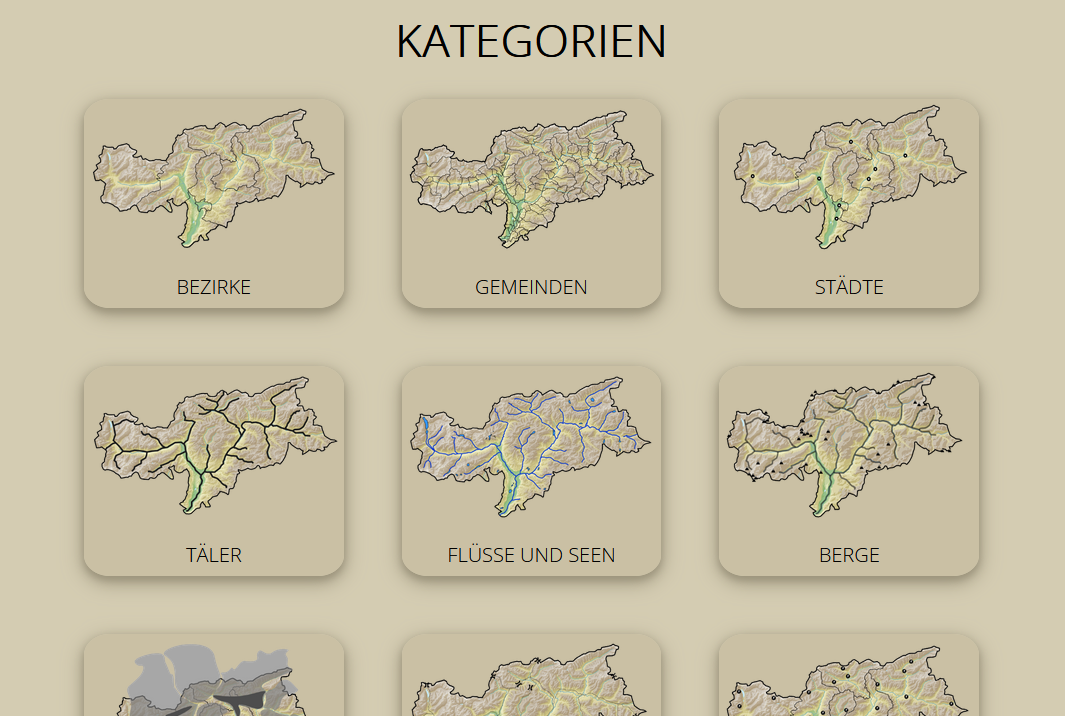 KATEGORIEN
BEZIRKE
GEMEINDEN
STÄDTE
TÄLER
FLÜSSE UND SEEN
BERGE